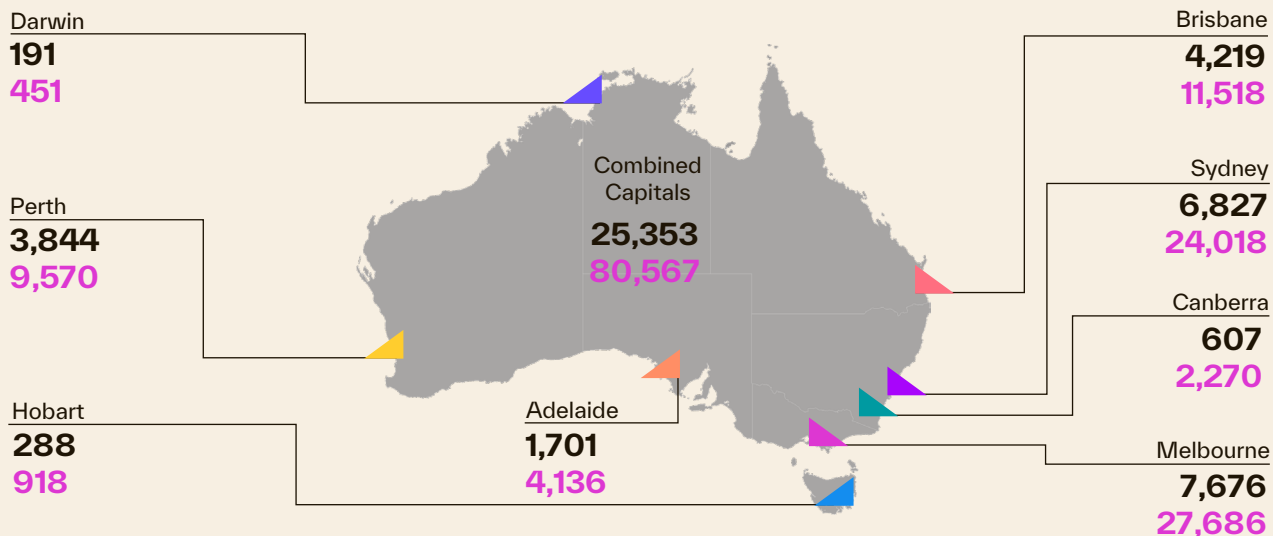 Darwin
191
451
Perth
3,844
9,570
Hobart
288
918
Combined
Capitals
25,353
80,567
Adelaide
1,701
4,136
Brisbane
4,219
11,518
Sydney
6,827
24,018
Canberra
607
2,270
Melbourne
7,676
27,686